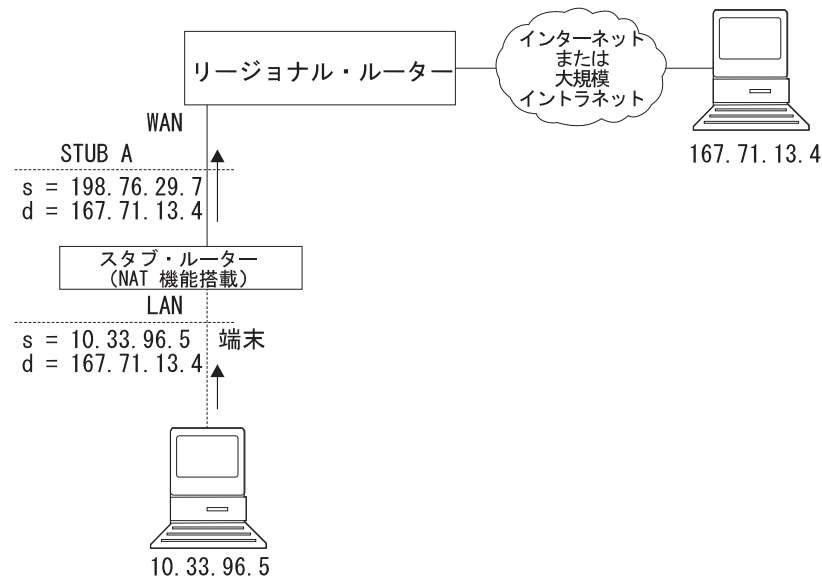 リージョナル・ルーター
インターネット
または
大規模
イントラネット
167.71.13.4
WAN
STUB A
s = 198.76.29.7
d = 167.71.13.4
スタブ・ルーター
(NAT 機能搭載)
LAN
s = 10.33.96.5 端末
d = 167.71.13.4
10.33.96.5